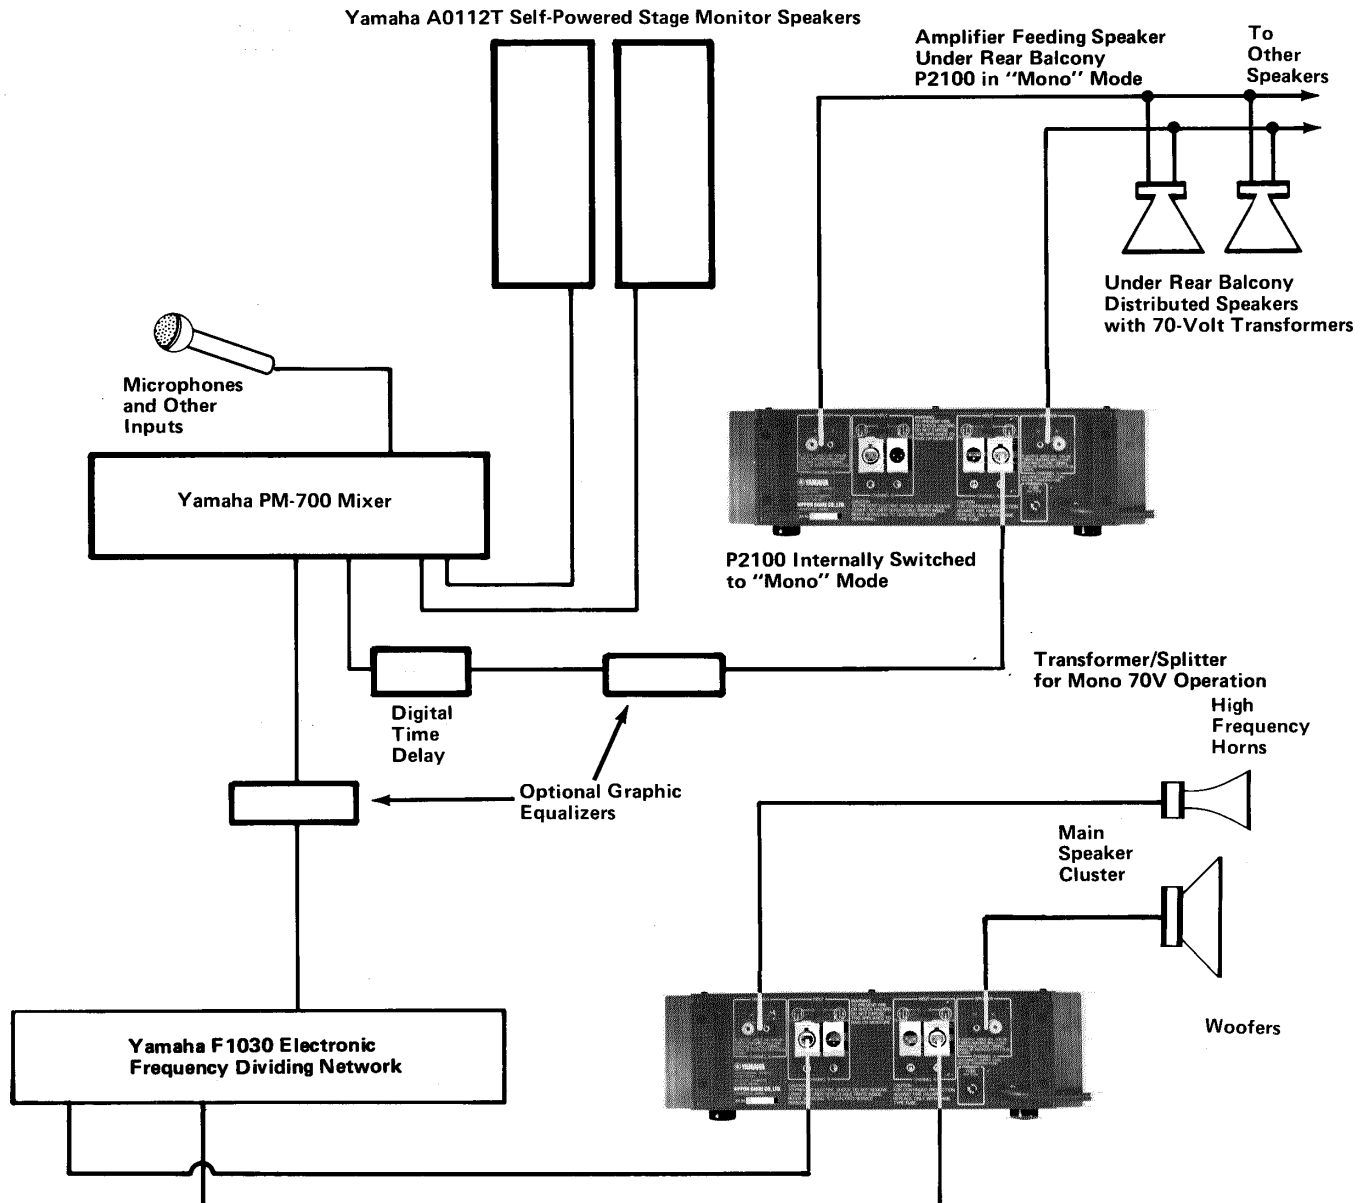 Yamaha A0112T Self-Powered Stage Monitor Speakers
Amplifier Feeding Speaker
Under Rear Balcony
P2100 in "Mono" Mode
To
Other
Speakers
Under Rear Balcony
Distributed Speakers
with 70-Volt Transformers
Microphones
and Other
Inputs
Yamaha PM-700 Mixer
YAMAHA
P2100 Internally Switched
to "Mono" Mode
Transformer/Splitter
for Mono 70V Operation
Digital
Time
Delay
High
Frequency
Horns
Optional Graphic
Equalizers
Main
Speaker
Cluster
Yamaha F1030 Electronic
Frequency Dividing Network
YAMAHA
Woofers